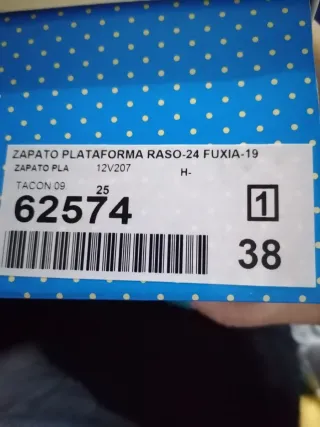 ZAPATO PLATAFORMA RASO-24 FUXIA-19
ZAPATO PLA 12V207 H-
TACON 09 25
62574 1
38